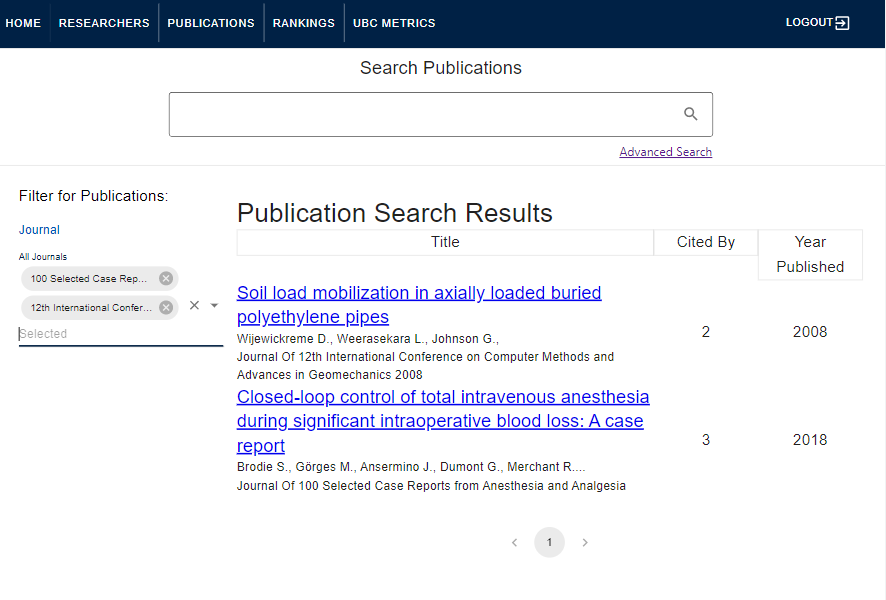 HOME RESEARCHERS PUBLICATIONS RANKINGS UBC METRICS LOGOUT
Search Publications
Advanced Search
Filter for Publications:
Journal
All Journals
100 Selected Case Rep...
12th International Confer...
Selected
Publication Search Results
Title Cited By Year Published
Soil load mobilization in axially loaded buried
polyethylene pipes
Wijewickreme D., Weerasekara L., Johnson G.,
Journal Of 12th International Conference on Computer Methods and
Advances in Geomechanics 2008
2 2008
Closed-loop control of total intravenous anesthesia
during significant intraoperative blood loss: A case
report
Brodie S., Görges M., Ansermino J., Dumont G., Merchant R....
Journal Of 100 Selected Case Reports from Anesthesia and Analgesia
3 2018
1